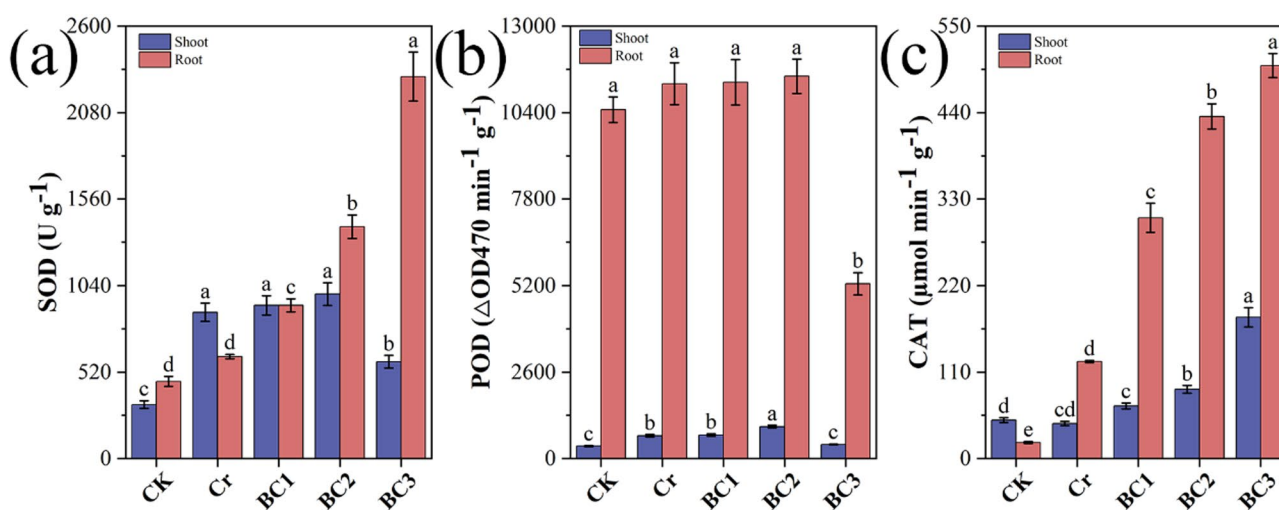 (a)
Shoot
Root
2600
2080
1560
1040
520
0
SOD (U g⁻¹)
c
d
a
d
a
c
a
b
b
a
CK
Cr
BC1
BC2
BC3
(b)
Shoot
Root
13000
10400
7800
5200
2600
0
POD (△OD470 min⁻¹ g⁻¹)
c
a
b
a
b
a
a
a
c
b
CK
Cr
BC1
BC2
BC3
(c)
Shoot
Root
550
440
330
220
110
0
CAT (μmol min⁻¹ g⁻¹)
d
e
cd
d
c
c
b
b
a
a
CK
Cr
BC1
BC2
BC3